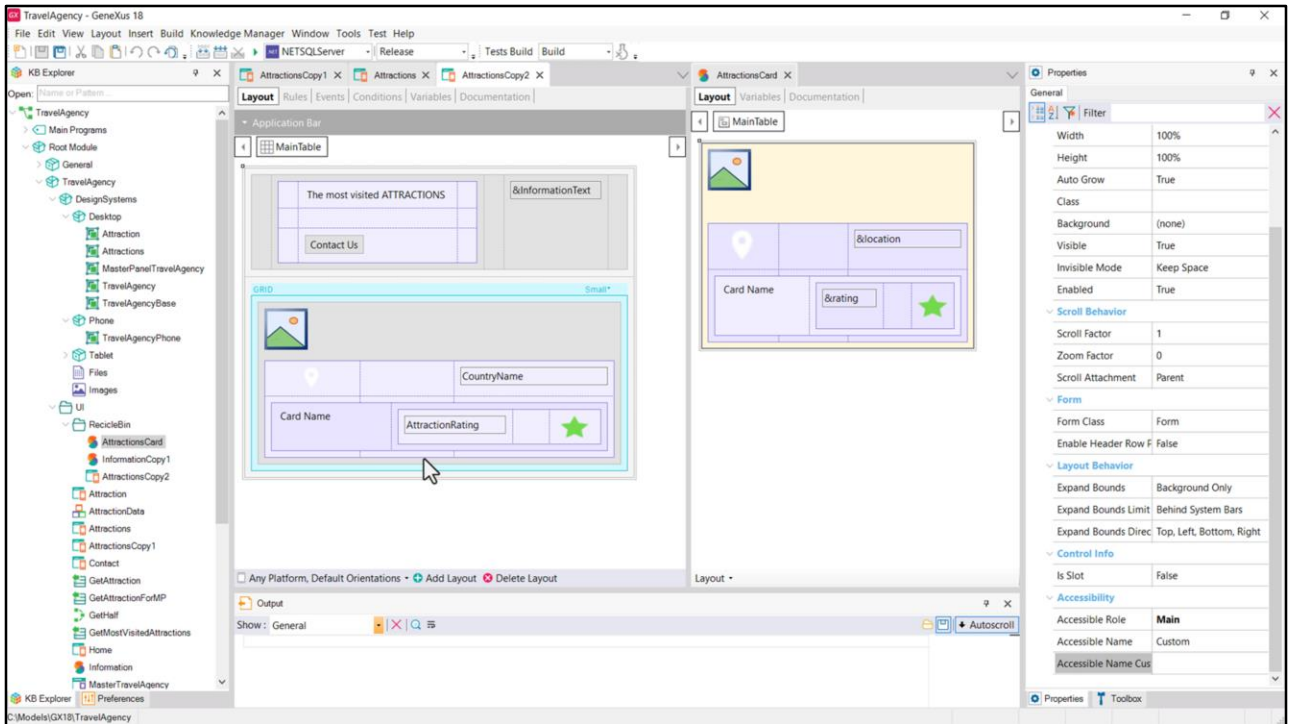 TravelAgency - GeneXus 18
File Edit View Layout Insert Build Knowledge Manager Window Tools Test Help
NETSQLServer Release Tests Build Build
KB Explorer
Open: Name or Pattern...
TravelAgency
Main Programs
Root Module
General
TravelAgency
DesignSystems
Desktop
Attraction
Attractions
MasterPanelTravelAgency
TravelAgency
TravelAgencyBase
Phone
TravelAgencyPhone
Tablet
Files
Images
UI
RecicleBin
AttractionsCard
InformationCopy1
AttractionsCopy2
Attraction
AttractionData
Attractions
AttractionsCopy1
Contact
GetAttraction
GetAttractionForMP
GetHalf
GetMostVisitedAttractions
Home
Information
MasterTravelAgency
KB Explorer Preferences
C:\Models\GX18\TravelAgency
AttractionsCopy1 Attractions AttractionsCopy2
Layout Rules Events Conditions Variables Documentation
Application Bar
MainTable
The most visited ATTRACTIONS
&InformationText
Contact Us
GRID Small*
CountryName
Card Name
AttractionRating
Any Platform, Default Orientations Add Layout Delete Layout
AttractionsCard
Layout Variables Documentation
MainTable
&location
Card Name
&rating
Layout
Output
Show: General
Autoscroll
Properties
General
Filter
Width 100%
Height 100%
Auto Grow True
Class
Background (none)
Visible True
Invisible Mode Keep Space
Enabled True
Scroll Behavior
Scroll Factor 1
Zoom Factor 0
Scroll Attachment Parent
Form
Form Class Form
Enable Header Row P False
Layout Behavior
Expand Bounds Background Only
Expand Bounds Limit Behind System Bars
Expand Bounds Direc Top, Left, Bottom, Right
Control Info
Is Slot False
Accessibility
Accessible Role Main
Accessible Name Custom
Accessible Name Cus
Properties Toolbox